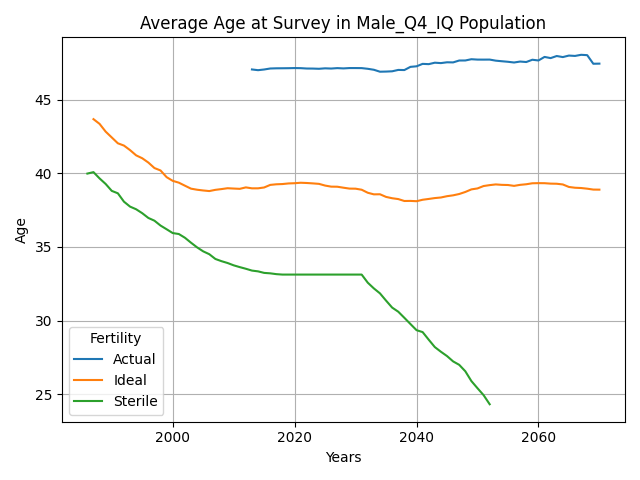 Average Age at Survey in Male_Q4_IQ Population
Age
45
40
35
30
25
Fertility
Actual
Ideal
Sterile
2000 2020 2040 2060
Years